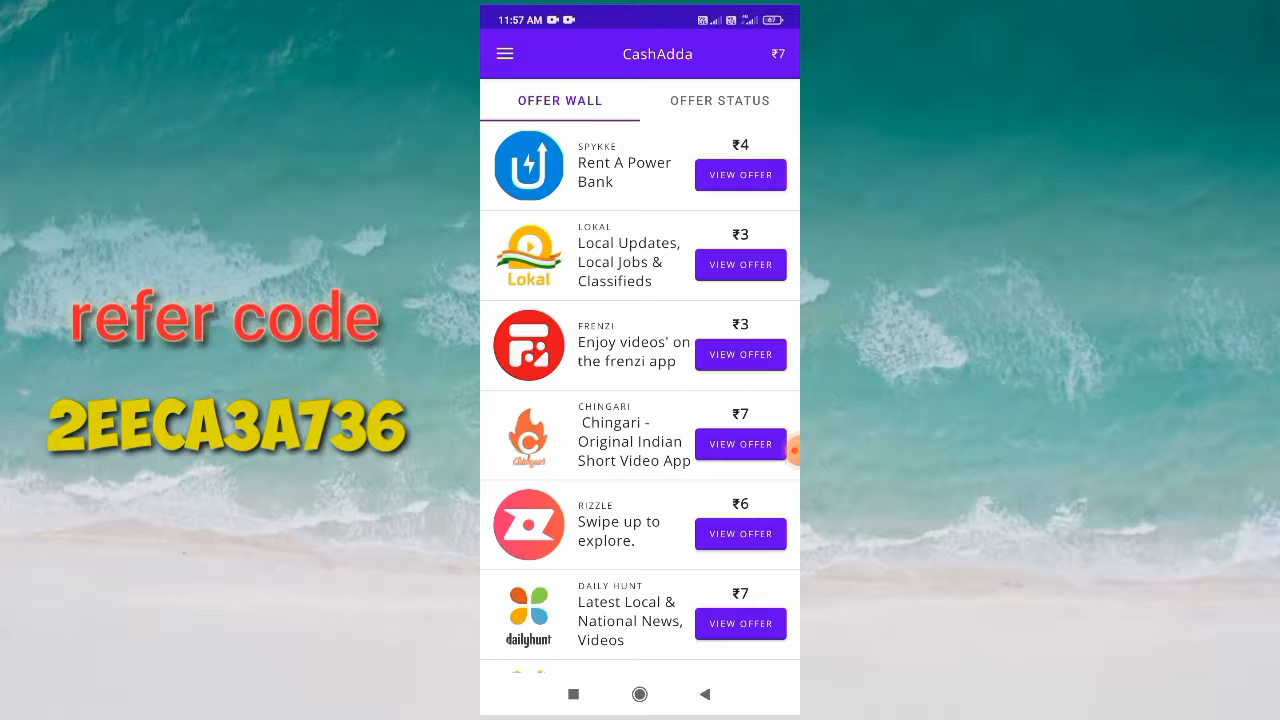 11:57 AM
67
CashAdda
₹7
OFFER WALL
OFFER STATUS
SPYKKE
Rent A Power
Bank
₹4
VIEW OFFER
Lokal
LOKAL
Local Updates,
Local Jobs &
Classifieds
₹3
VIEW OFFER
FRENZI
Enjoy videos' on
the frenzi app
₹3
VIEW OFFER
Chingari
CHINGARI
Chingari -
Original Indian
Short Video App
₹7
VIEW OFFER
RIZZLE
Swipe up to
explore.
₹6
VIEW OFFER
dailyhunt
DAILY HUNT
Latest Local &
National News,
Videos
₹7
VIEW OFFER
refer code
2EECA3A736